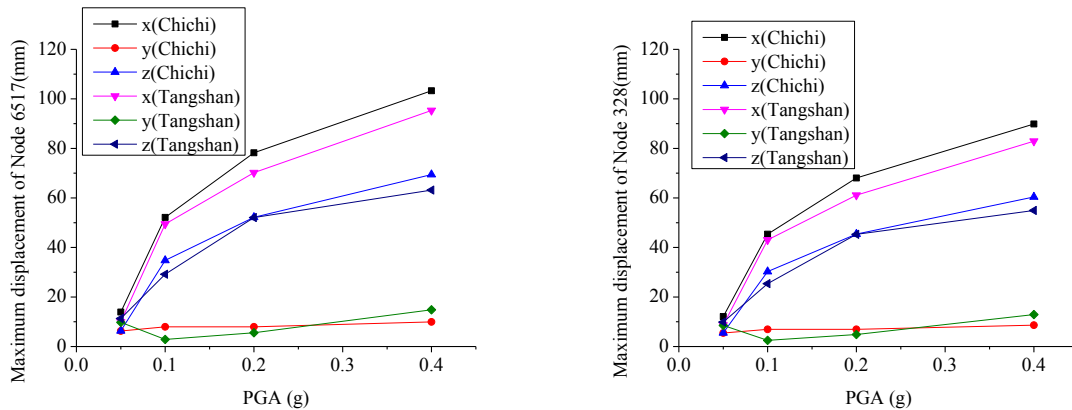 Maximum displacement of Node 6517(mm)
120
100
80
60
40
20
0
x(Chichi)
y(Chichi)
z(Chichi)
x(Tangshan)
y(Tangshan)
z(Tangshan)
0.0
0.1
0.2
0.3
0.4
PGA (g)
Maximum displacement of Node 328(mm)
120
100
80
60
40
20
0
x(Chichi)
y(Chichi)
z(Chichi)
x(Tangshan)
y(Tangshan)
z(Tangshan)
0.0
0.1
0.2
0.3
0.4
PGA (g)